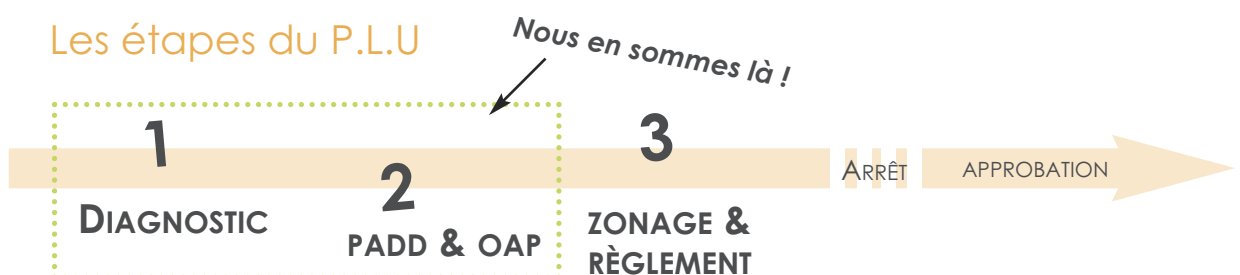 Les étapes du P.L.U
Nous en sommes là !
1
2
3
DIAGNOSTIC
PADD & OAP
ZONAGE &
RÈGLEMENT
ARRÊT
APPROBATION